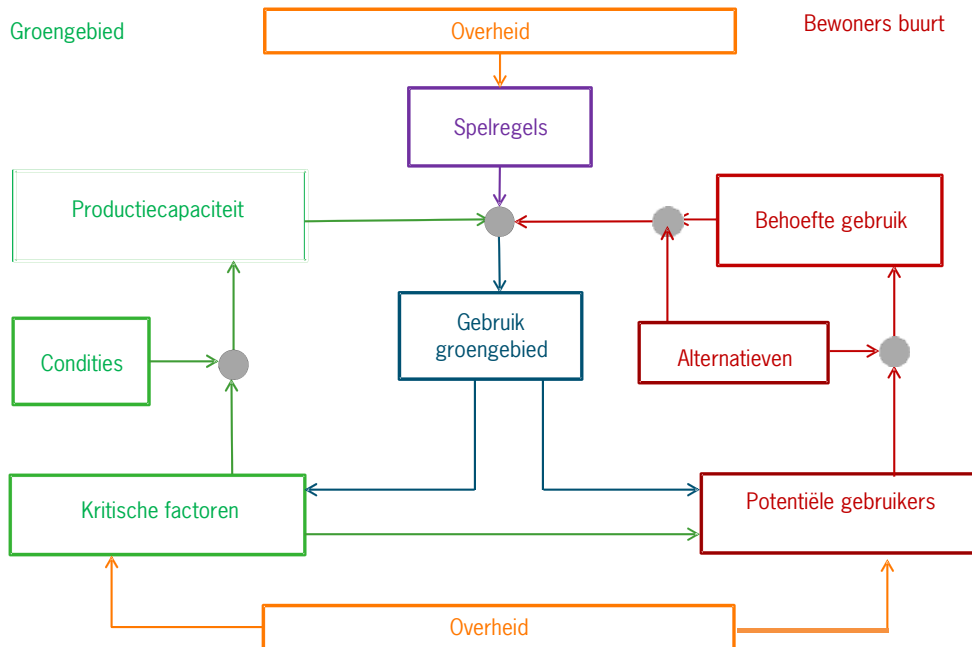 Groengebied
Overheid
Bewoners buurt
Spelregels
Productiecapaciteit
Behoefte gebruik
Gebruik
groengebied
Condities
Alternatieven
Kritische factoren
Potentiële gebruikers
Overheid